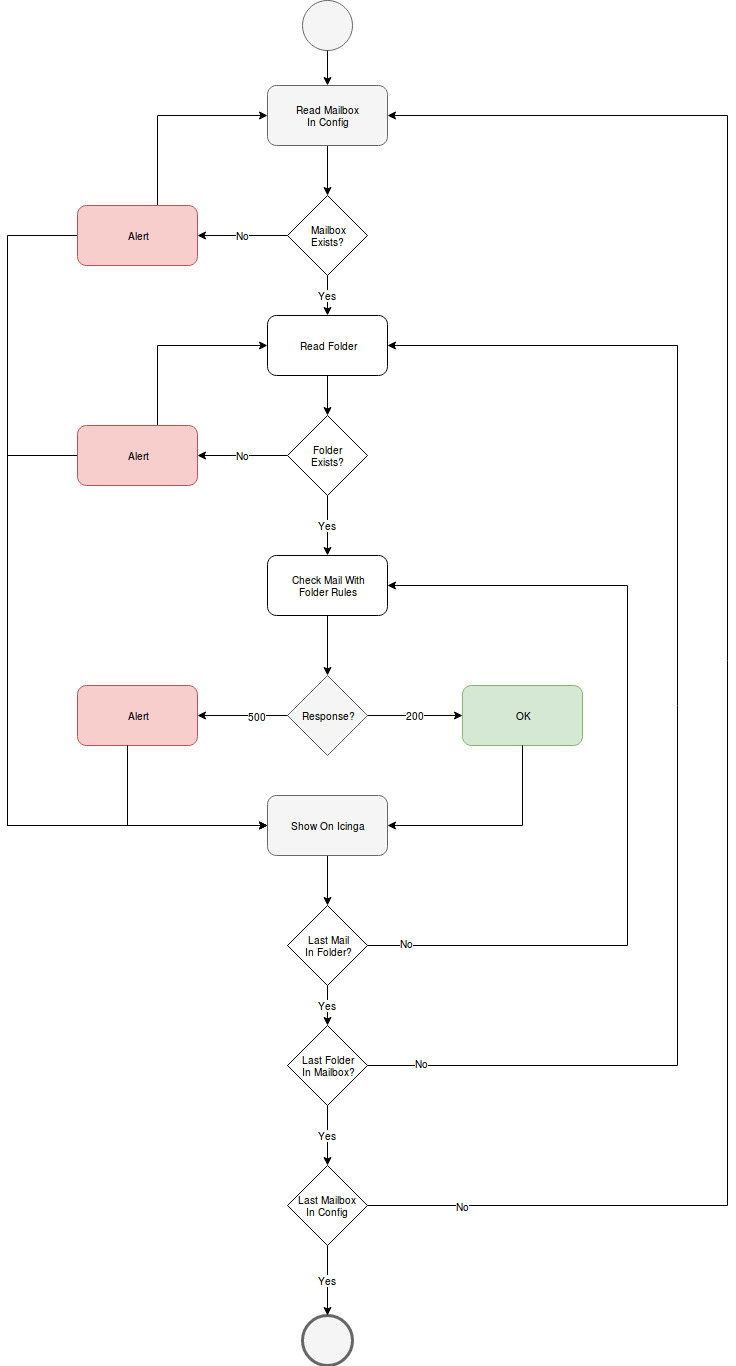 Read Mailbox
In Config
Alert
No
Mailbox
Exists?
Yes
Read Folder
Alert
No
Folder
Exists?
Yes
Check Mail With
Folder Rules
Alert
500
Response?
200
OK
Show On Icinga
Last Mail
In Folder?
No
Yes
Last Folder
In Mailbox?
No
Yes
Last Mailbox
In Config
No
Yes